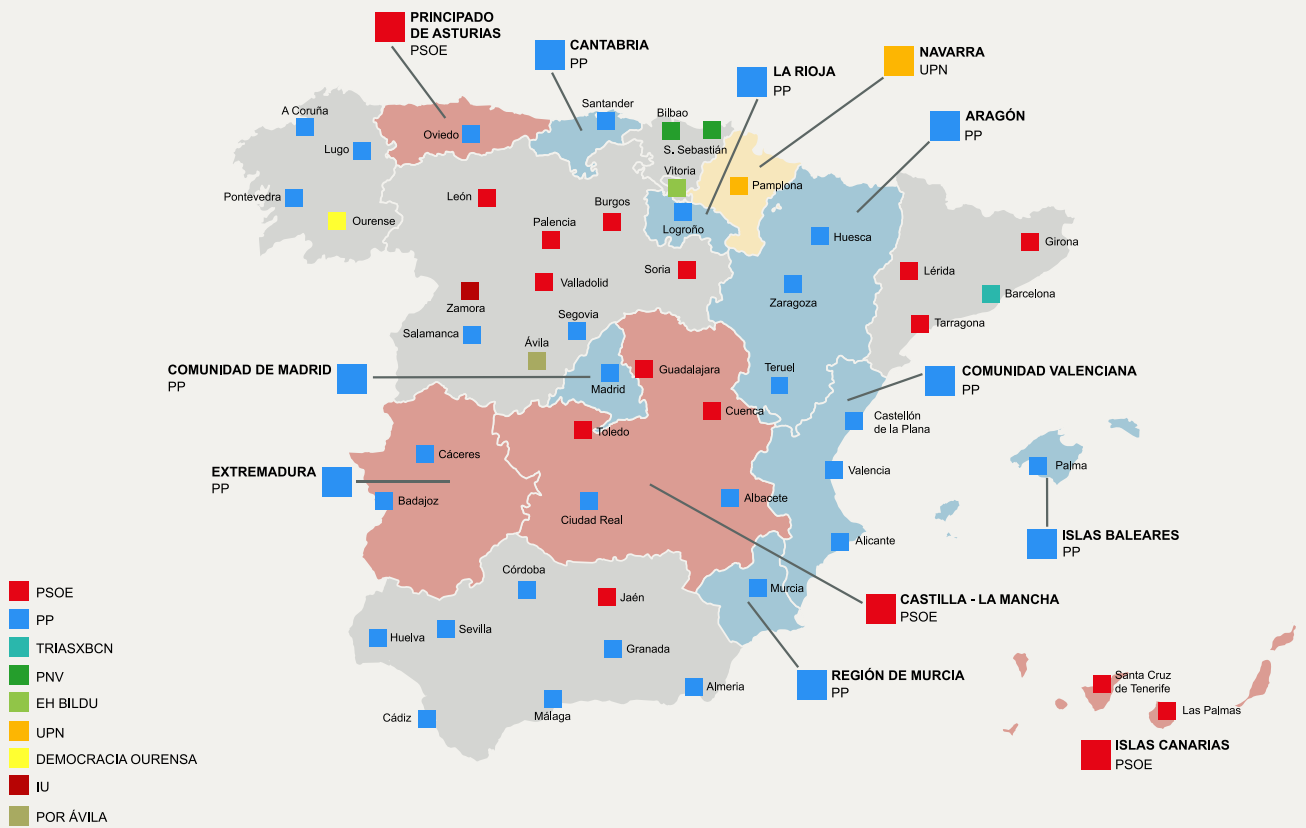 PRINCIPADO
DE ASTURIAS
PSOE
CANTABRIA
PP
LA RIOJA
PP
NAVARRA
UPN
ARAGÓN
PP
A Coruña
Lugo
Pontevedra
Ourense
Oviedo
Santander
Bilbao
S. Sebastián
Vitoria
Pamplona
Logroño
León
Burgos
Palencia
Soria
Valladolid
Zamora
Salamanca
Segovia
Ávila
Huesca
Zaragoza
Teruel
Girona
Lérida
Barcelona
Tarragona
COMUNIDAD DE MADRID
PP
Madrid
Guadalajara
Cuenca
Toledo
Ciudad Real
Albacete
COMUNIDAD VALENCIANA
PP
Castellón
de la Plana
Valencia
Alicante
Palma
ISLAS BALEARES
PP
EXTREMADURA
PP
Cáceres
Badajoz
CASTILLA - LA MANCHA
PSOE
Murcia
REGIÓN DE MURCIA
PP
Córdoba
Jaén
Huelva
Sevilla
Granada
Almeria
Málaga
Cádiz
Santa Cruz
de Tenerife
Las Palmas
ISLAS CANARIAS
PSOE
PSOE
PP
TRIASXBCN
PNV
EH BILDU
UPN
DEMOCRACIA OURENSA
IU
POR ÁVILA